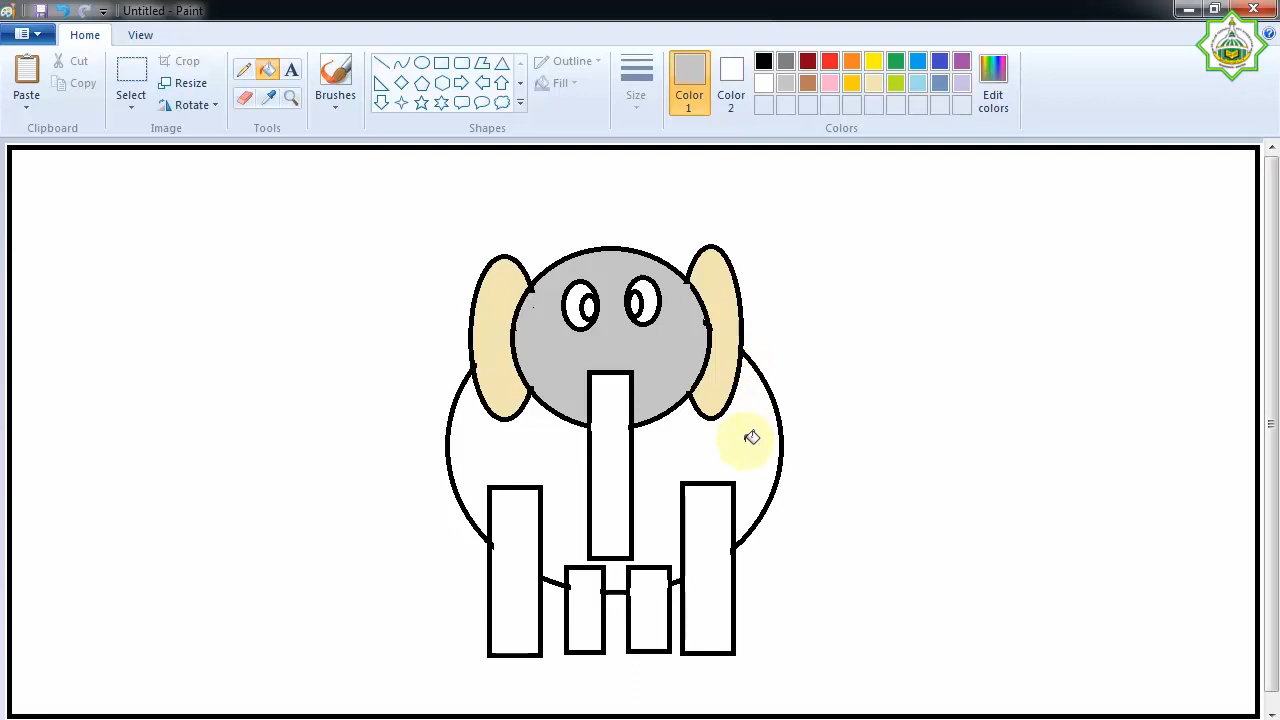 Untitled - Paint
Home View
Paste
Cut
Copy
Clipboard
Select
Crop
Resize
Rotate
Image
A
Tools
Brushes
Outline
Fill
Shapes
Size
Color 1
Color 2
Edit colors
Colors